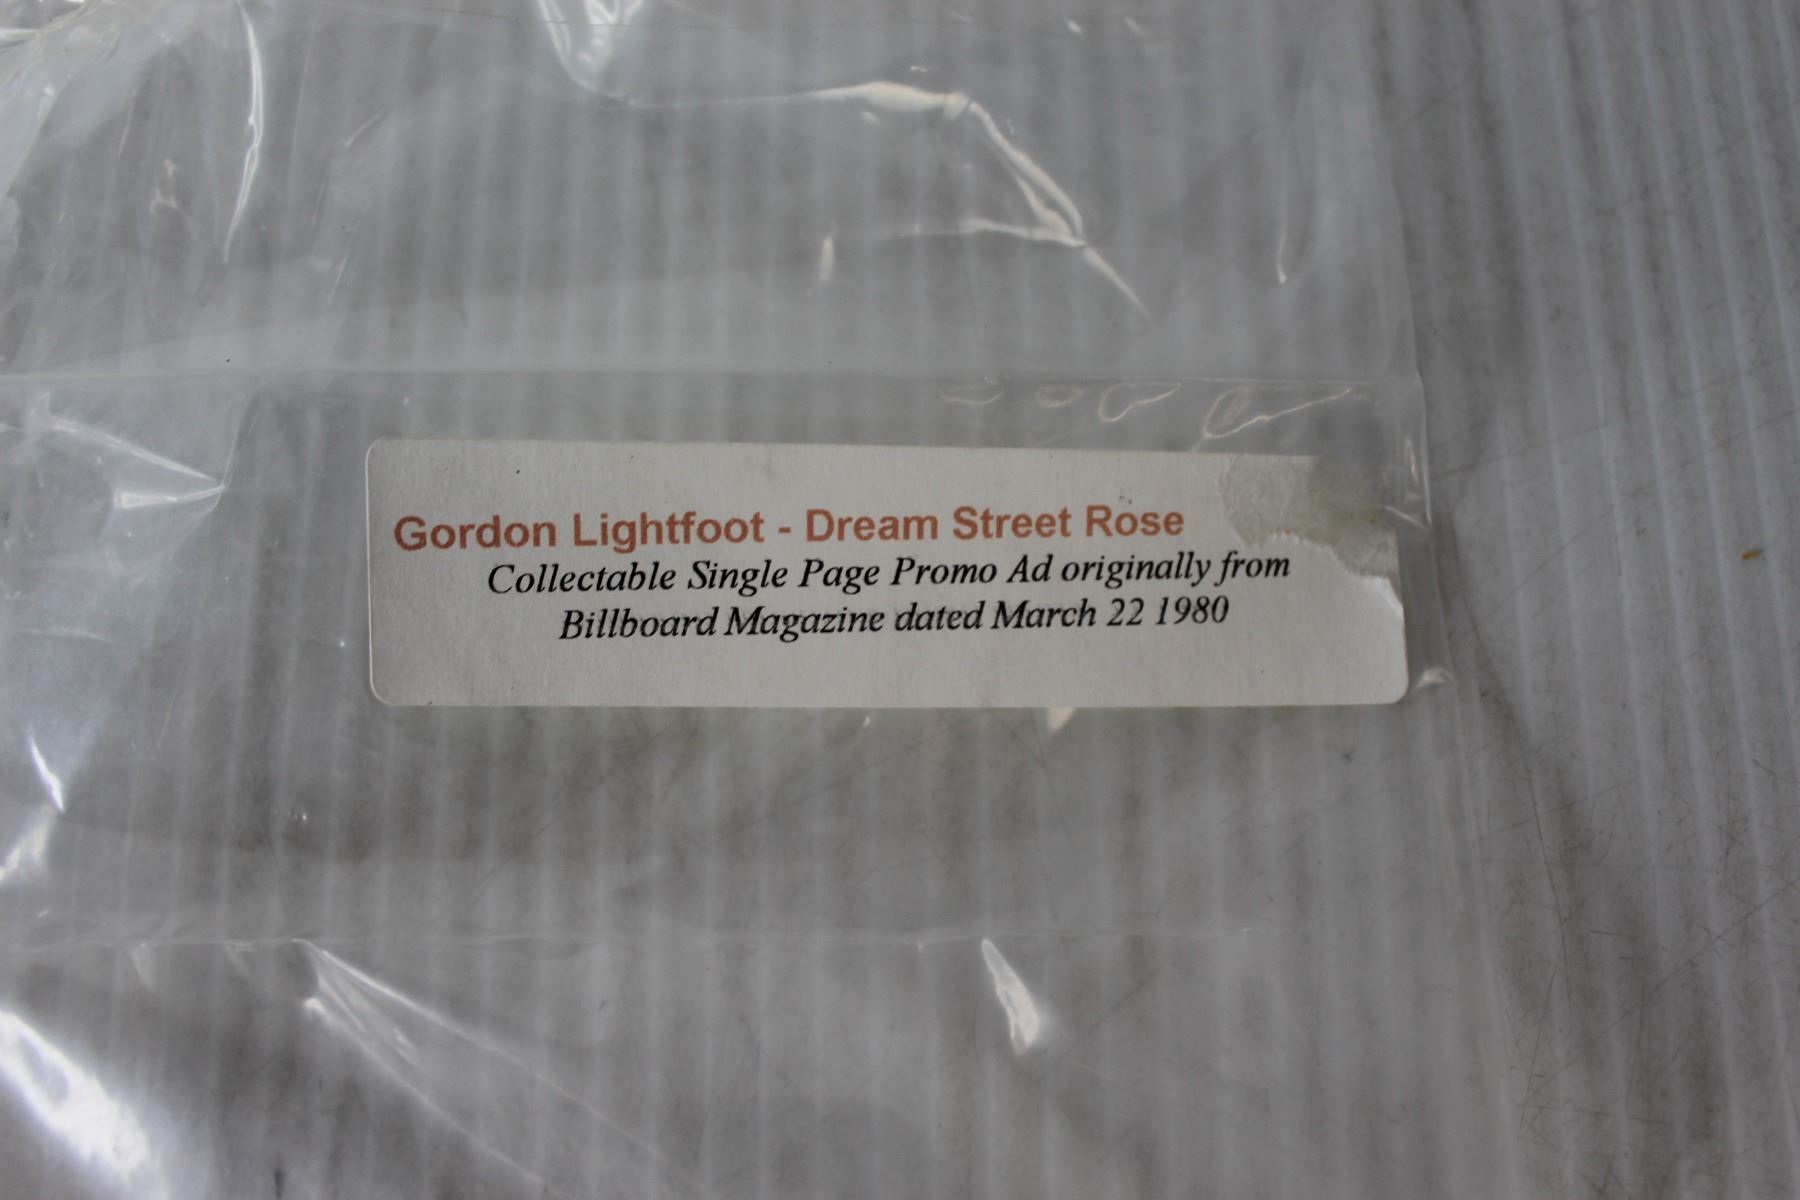 Gordon Lightfoot - Dream Street Rose
Collectable Single Page Promo Ad originally from
Billboard Magazine dated March 22 1980